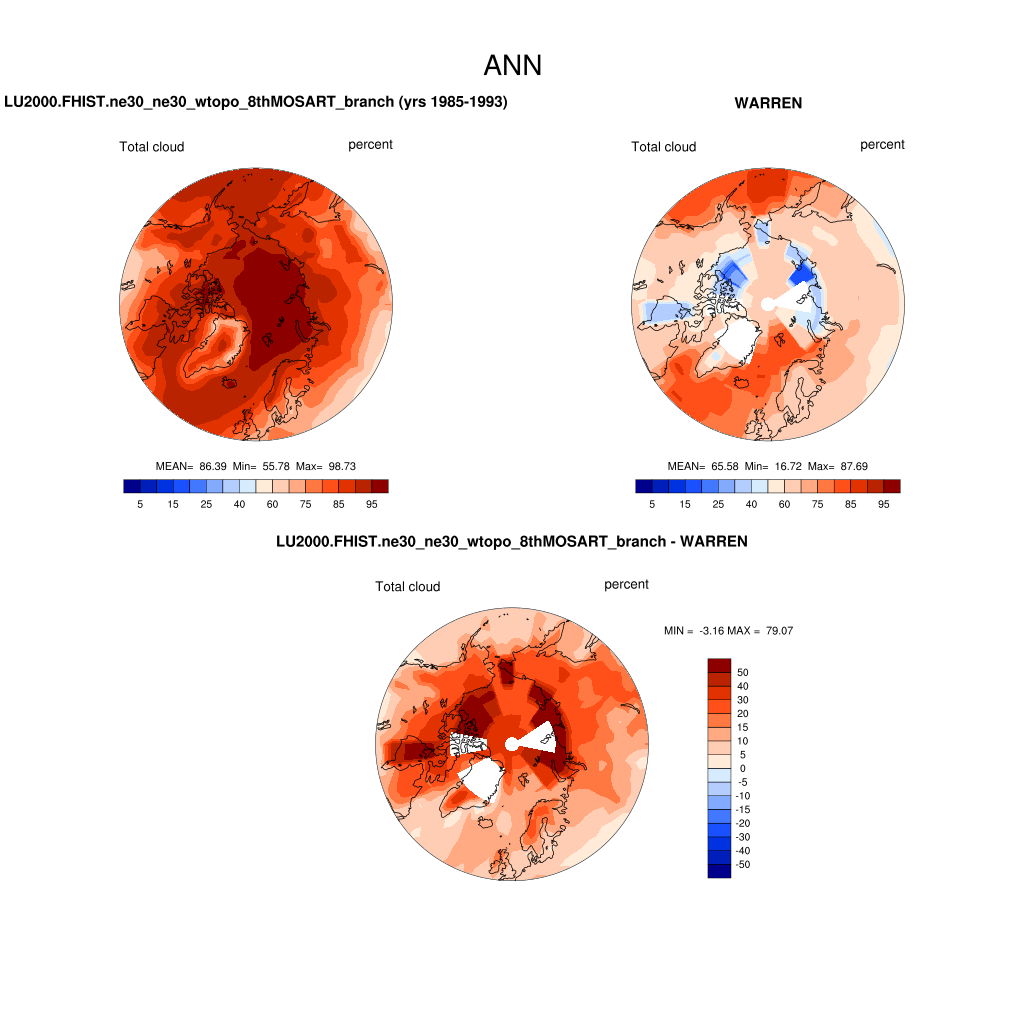 ANN
LU2000.FHIST.ne30_ne30_wtopo_8thMOSART_branch (yrs 1985-1993)
WARREN
Total cloud percent
Total cloud percent
MEAN= 86.39 Min= 55.78 Max= 98.73
MEAN= 65.58 Min= 16.72 Max= 87.69
5 15 25 40 60 75 85 95
5 15 25 40 60 75 85 95
LU2000.FHIST.ne30_ne30_wtopo_8thMOSART_branch - WARREN
Total cloud percent
MIN = -3.16 MAX = 79.07
50
40
30
20
15
10
5
0
-5
-10
-15
-20
-30
-40
-50